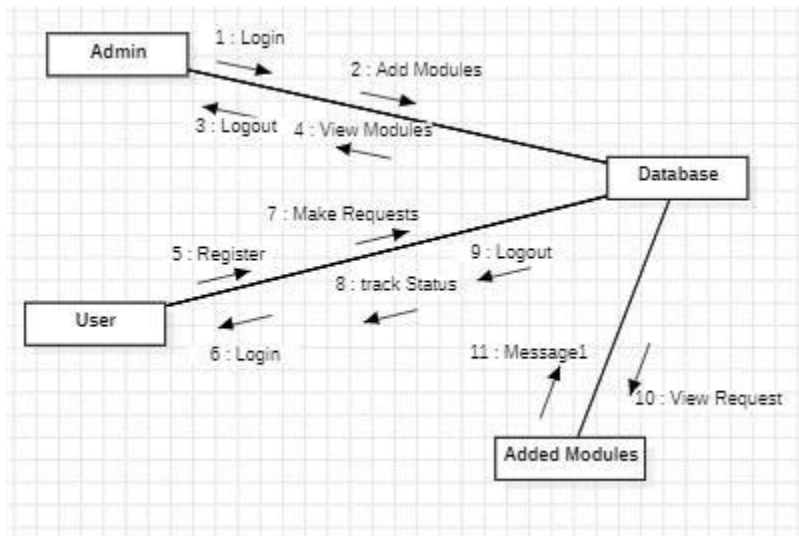 Admin
1 : Login
2 : Add Modules
3 : Logout
4 : View Modules
Database
7 : Make Requests
5 : Register
9 : Logout
8 : track Status
User
6 : Login
11 : Message1
10 : View Request
Added Modules